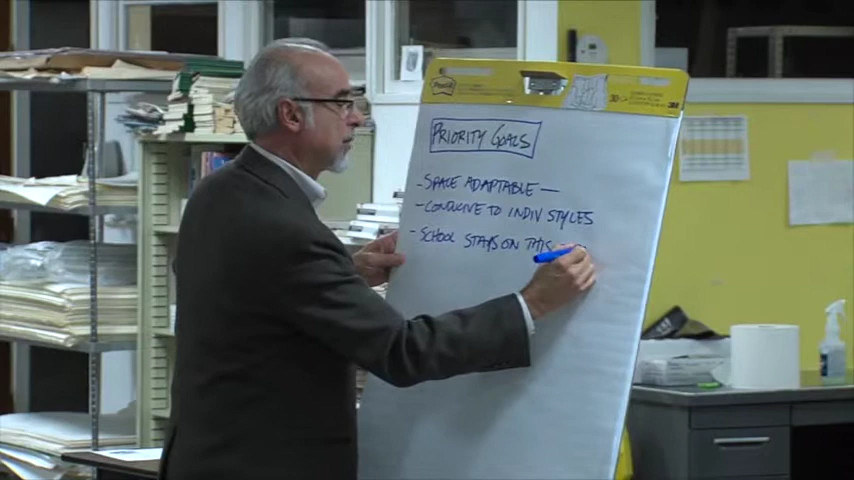 PRIORITY GOALS
- SPACE ADAPTABLE —
- CONDUCIVE TO INDIV STYLES
- SCHOOL STAYS ON THIS